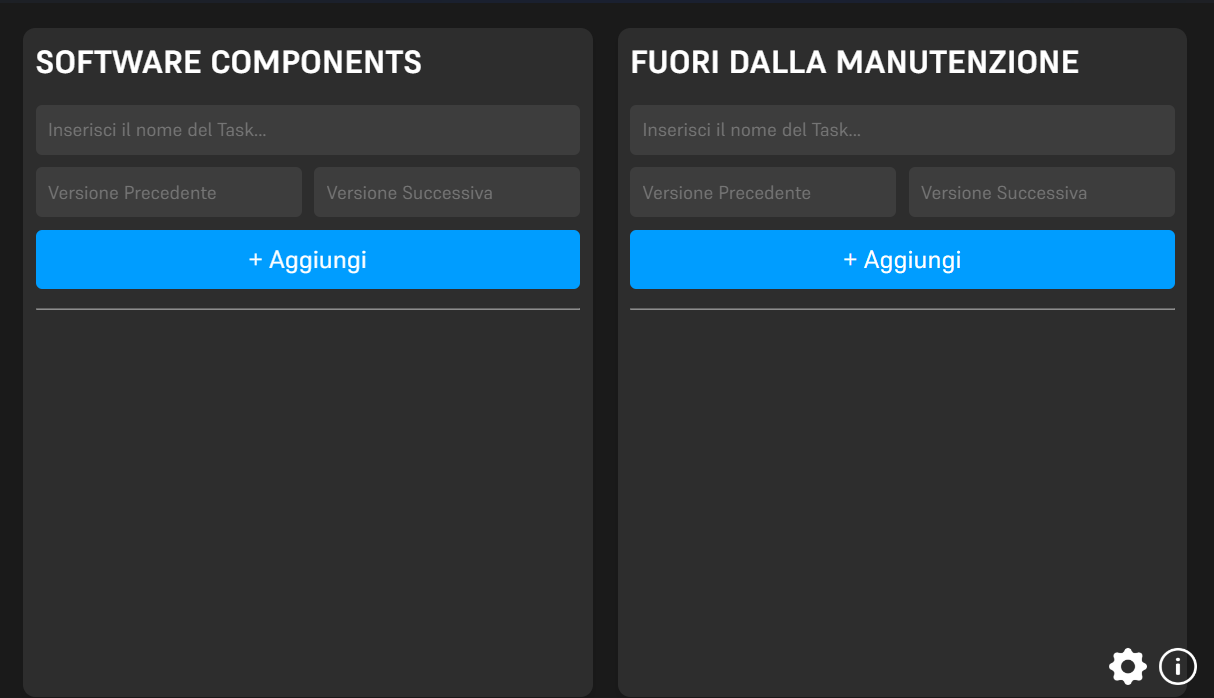 SOFTWARE COMPONENTS
Inserisci il nome del Task...
Versione Precedente
Versione Successiva
+ Aggiungi
FUORI DALLA MANUTENZIONE
Inserisci il nome del Task...
Versione Precedente
Versione Successiva
+ Aggiungi
i